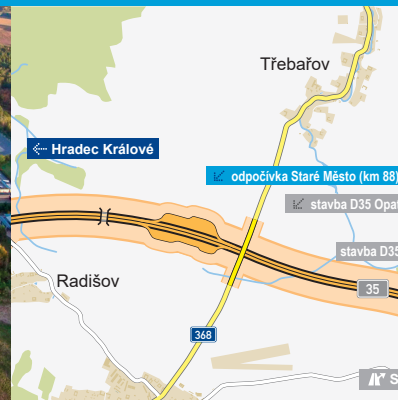 Třebařov
Hradec Králové
odpočívka Staré Město (km 88)
stavba D35 Opat
stavba D35
Radišov
35
368
S